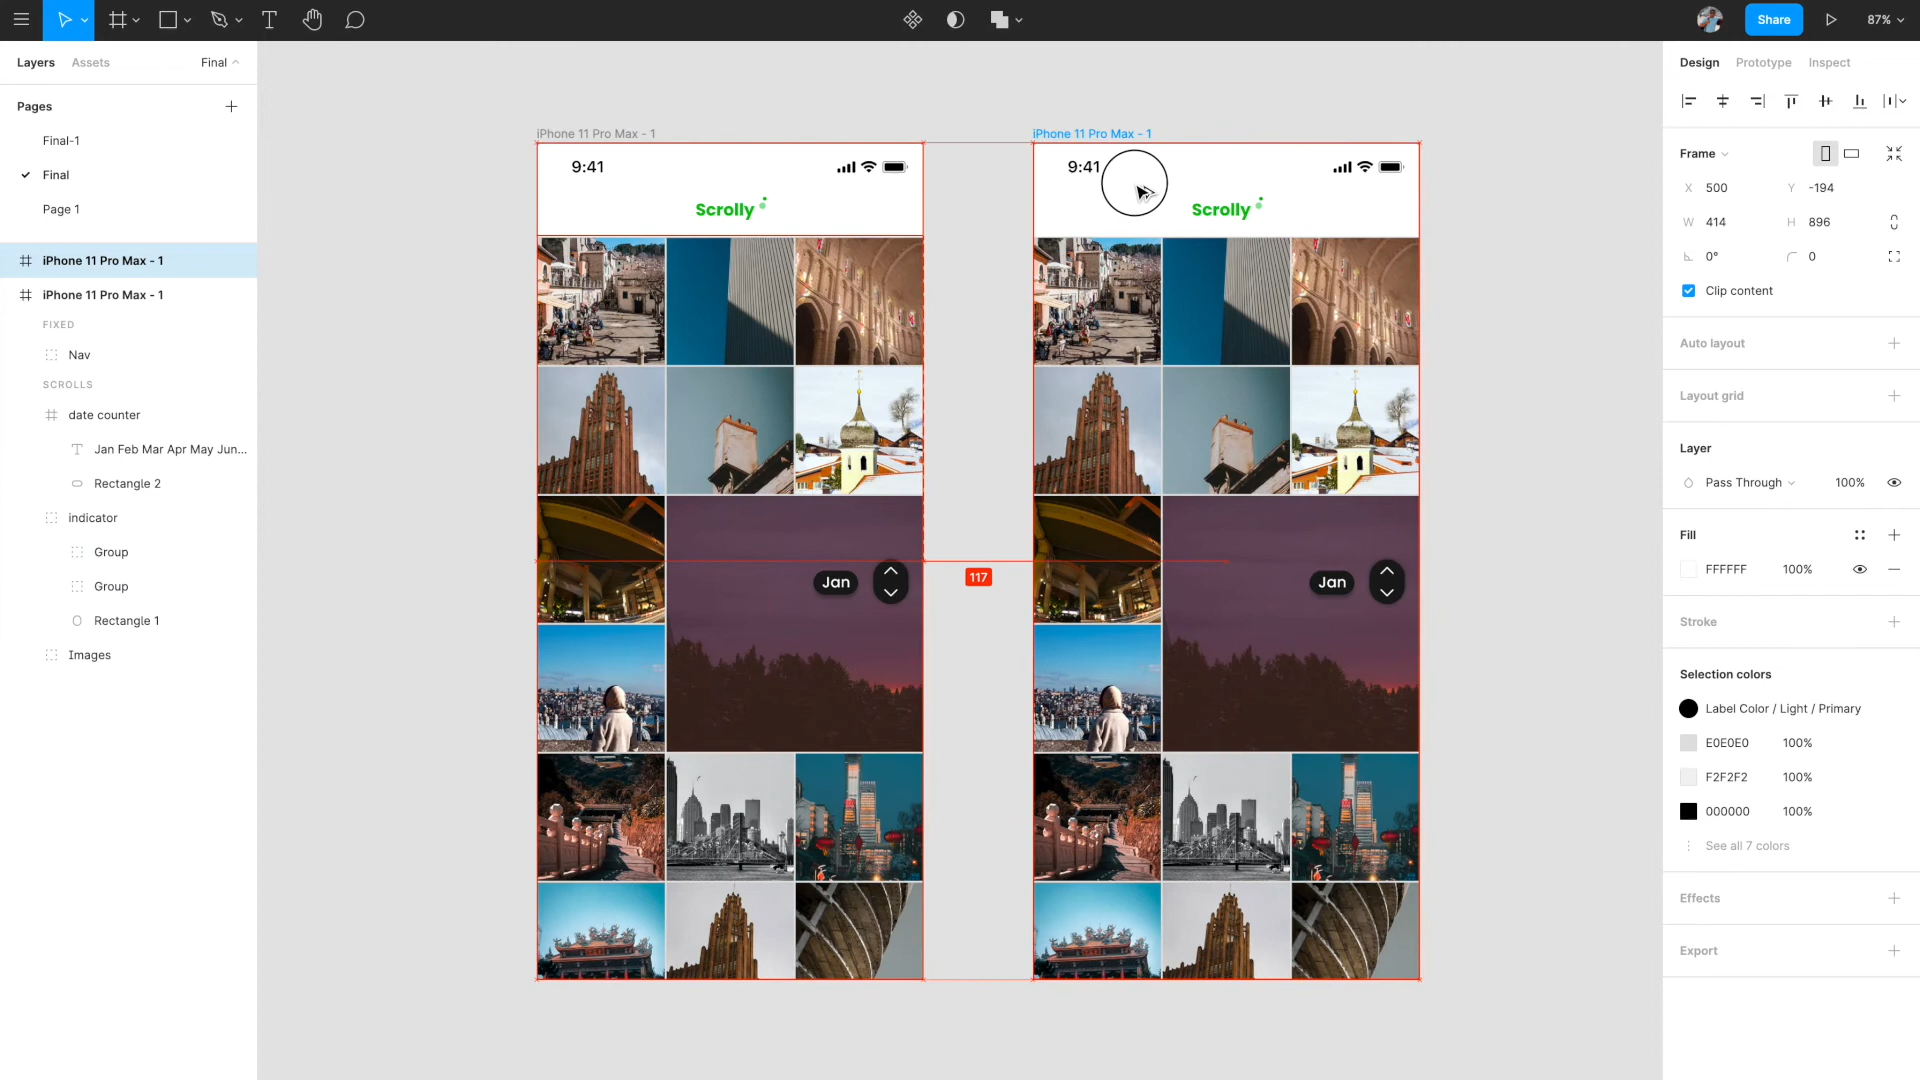 Share
87%
Layers
Assets
Final
Pages
Final-1
Final
Page 1
iPhone 11 Pro Max - 1
iPhone 11 Pro Max - 1
FIXED
Nav
SCROLLS
date counter
Jan Feb Mar Apr May Jun...
Rectangle 2
indicator
Group
Group
Rectangle 1
Images
iPhone 11 Pro Max - 1
9:41
Scrolly
Jan
117
iPhone 11 Pro Max - 1
9:41
Scrolly
Jan
Design
Prototype
Inspect
Frame
X 500
Y -194
W 414
H 896
0°
0
Clip content
Auto layout
Layout grid
Layer
Pass Through
100%
Fill
FFFFFF 100%
Stroke
Selection colors
Label Color / Light / Primary
E0E0E0 100%
F2F2F2 100%
000000 100%
See all 7 colors
Effects
Export